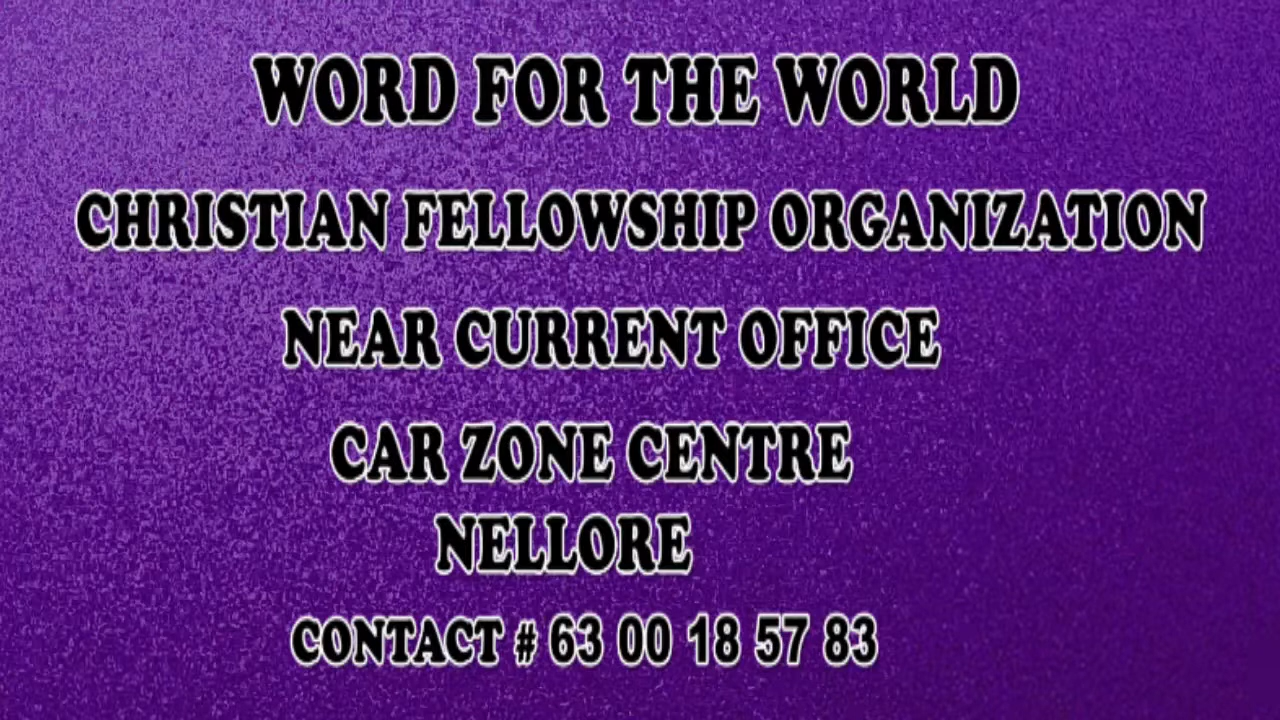 WORD FOR THE WORLD
CHRISTIAN FELLOWSHIP ORGANIZATION
NEAR CURRENT OFFICE
CAR ZONE CENTRE
NELLORE
CONTACT # 63 00 18 57 83